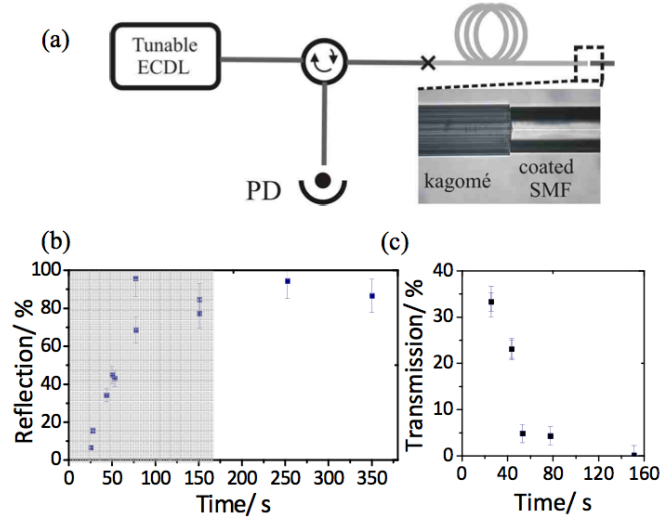 (a)
Tunable
ECDL
PD
kagomé
coated
SMF
(b)
Reflection/ %
100
80
60
40
20
0
0 50 100 150 200 250 300 350
Time/ s
(c)
Transmission/ %
40
30
20
10
0
0 40 80 120 160
Time/ s